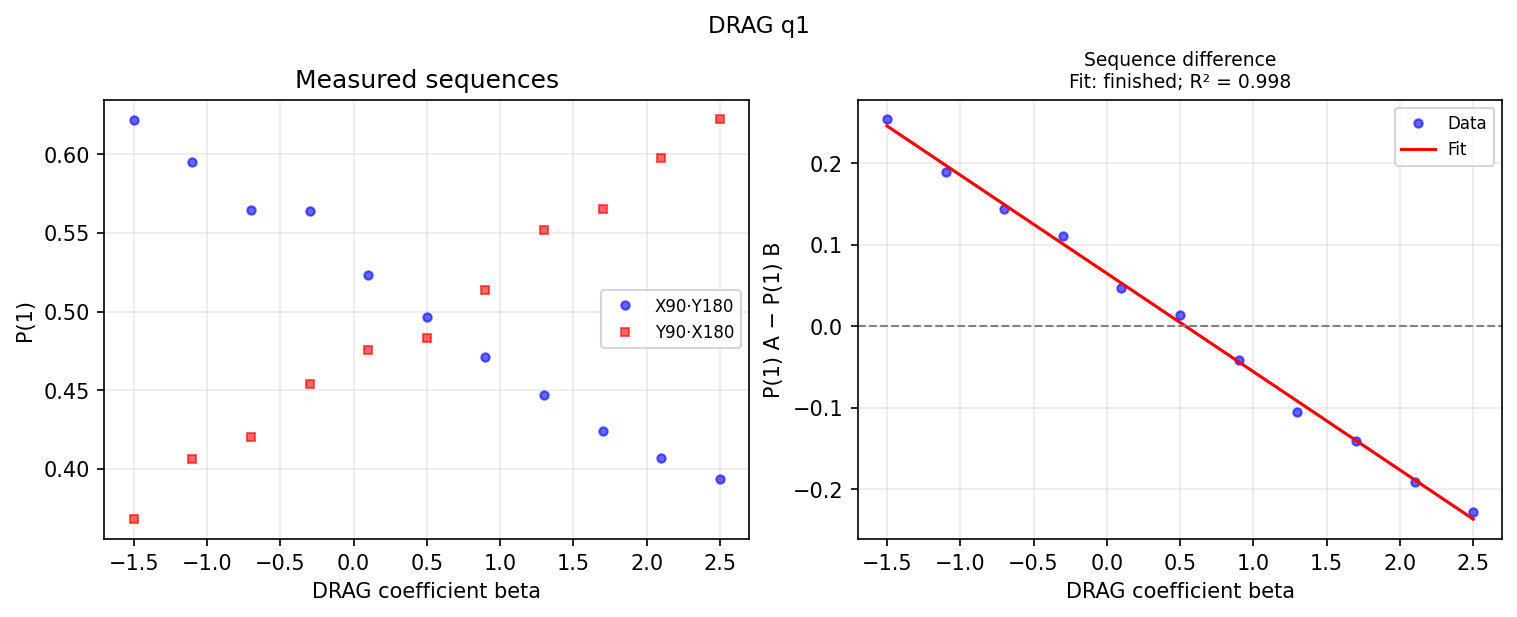 DRAG q1
Measured sequences
P(1)
0.60
0.55
0.50
0.45
0.40
X90·Y180
Y90·X180
−1.5 −1.0 −0.5 0.0 0.5 1.0 1.5 2.0 2.5
DRAG coefficient beta
Sequence difference
Fit: finished; R² = 0.998
P(1) A − P(1) B
0.2
0.1
0.0
−0.1
−0.2
Data
Fit
−1.5 −1.0 −0.5 0.0 0.5 1.0 1.5 2.0 2.5
DRAG coefficient beta